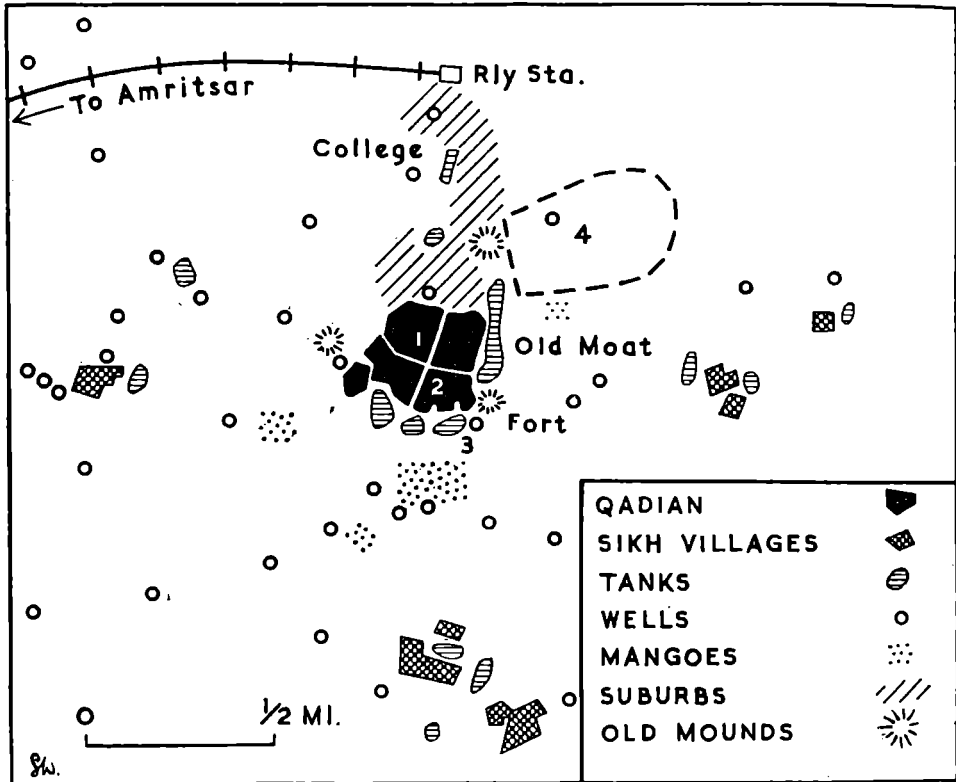 Rly Sta.
To Amritsar
College
4
1
Old Moat
2
Fort
3
QADIAN
SIKH VILLAGES
TANKS
WELLS
MANGOES
SUBURBS
OLD MOUNDS
1/2 MI.